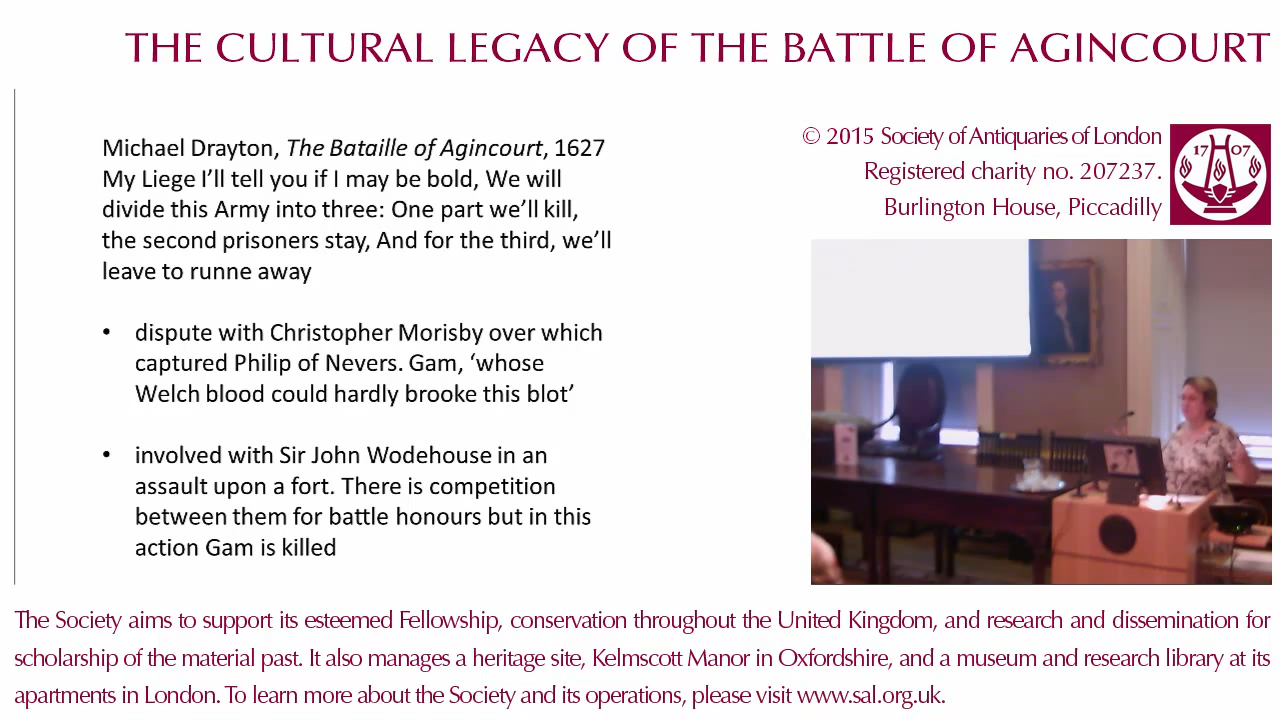 THE CULTURAL LEGACY OF THE BATTLE OF AGINCOURT
Michael Drayton, The Bataille of Agincourt, 1627
My Liege I’ll tell you if I may be bold, We will
divide this Army into three: One part we’ll kill,
the second prisoners stay, And for the third, we’ll
leave to runne away
• dispute with Christopher Morisby over which
captured Philip of Nevers. Gam, ‘whose
Welch blood could hardly brooke this blot’
• involved with Sir John Wodehouse in an
assault upon a fort. There is competition
between them for battle honours but in this
action Gam is killed
© 2015 Society of Antiquaries of London
Registered charity no. 207237.
Burlington House, Piccadilly
17 07
The Society aims to support its esteemed Fellowship, conservation throughout the United Kingdom, and research and dissemination for
scholarship of the material past. It also manages a heritage site, Kelmscott Manor in Oxfordshire, and a museum and research library at its
apartments in London. To learn more about the Society and its operations, please visit www.sal.org.uk.